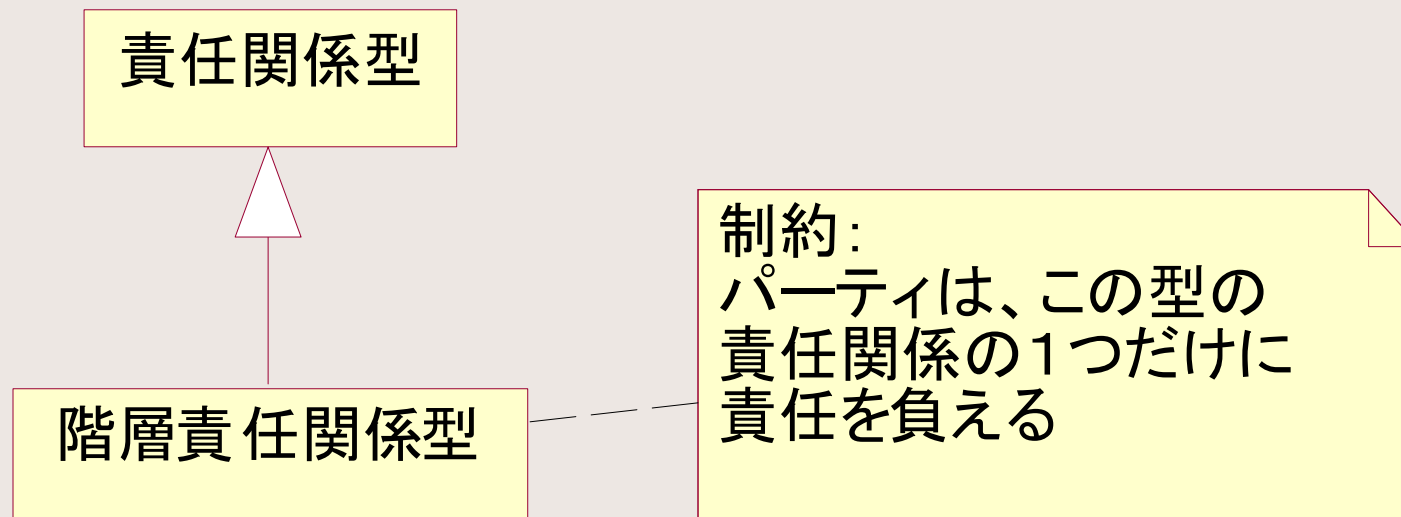 責任関係型
制約：
パーティは、この型の
責任関係の１つだけに
責任を負える
階層責任関係型